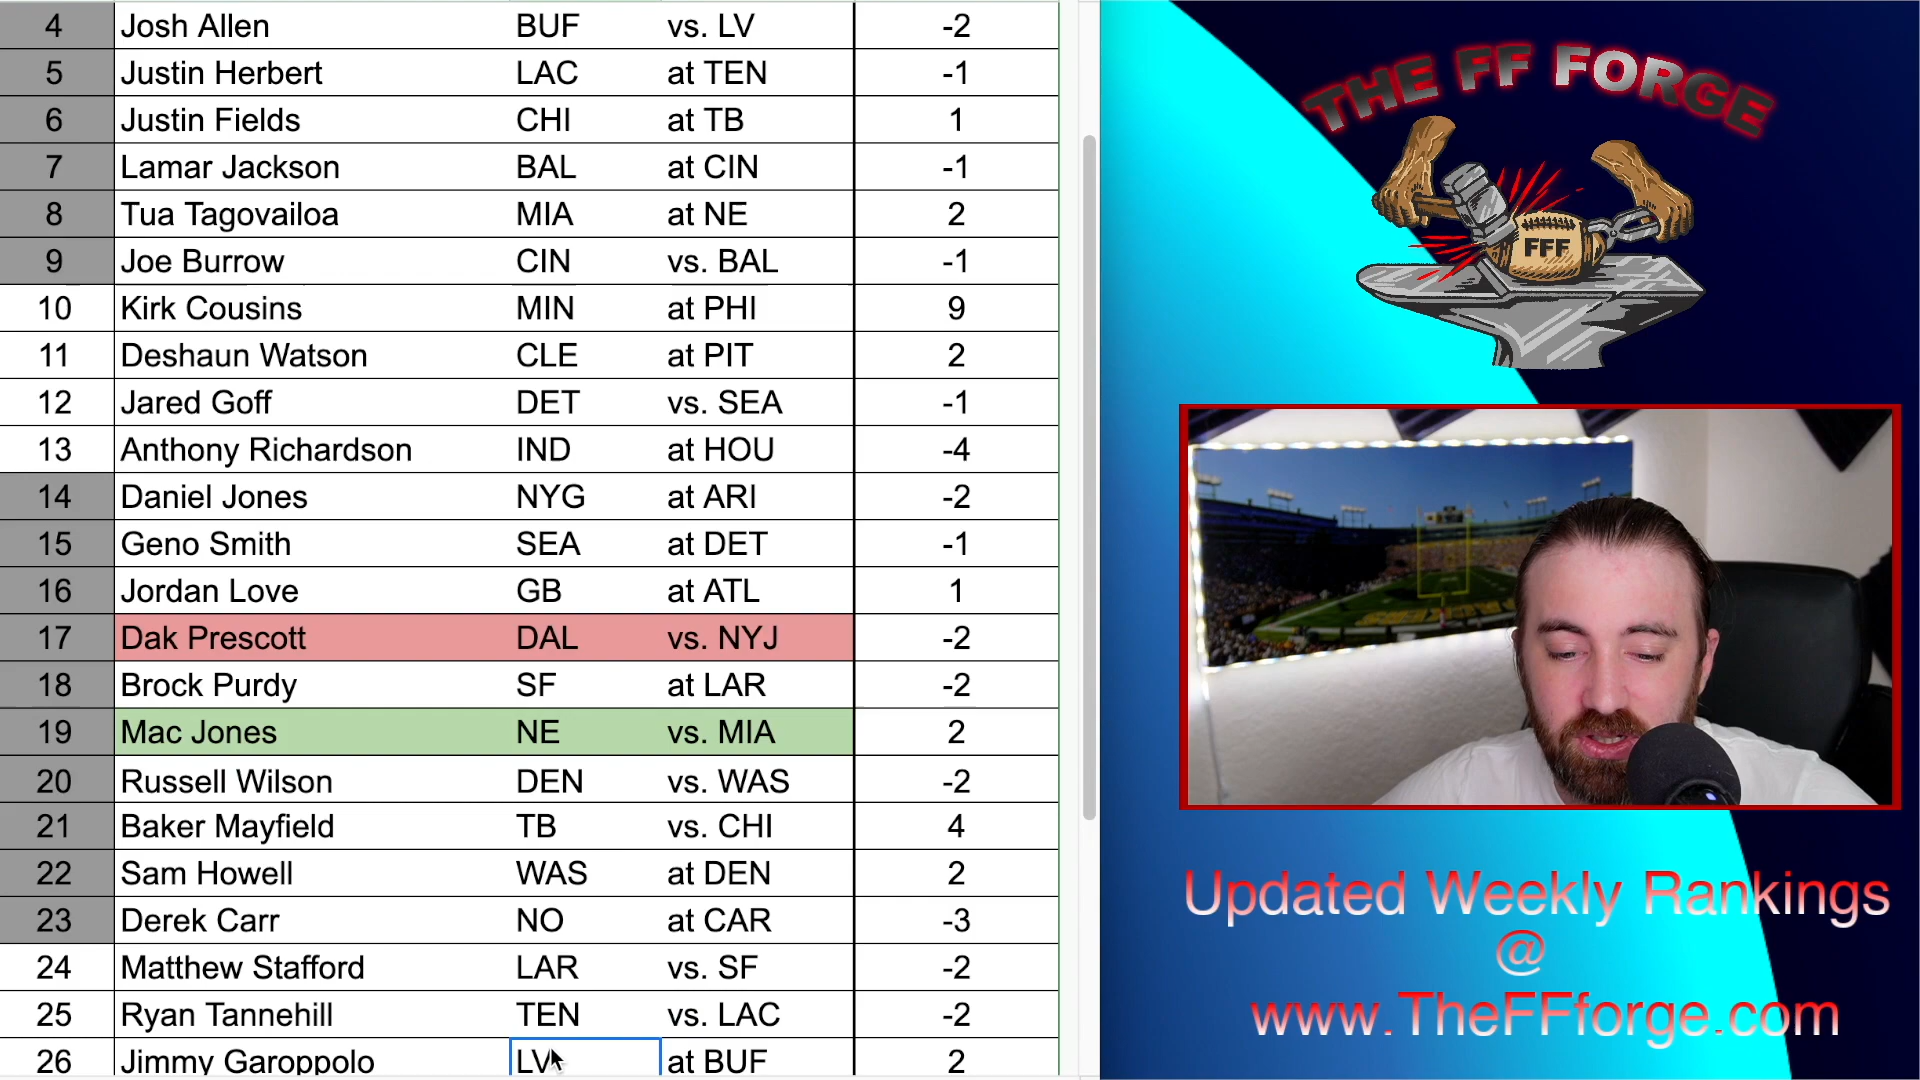 4 Josh Allen BUF vs. LV -2
5 Justin Herbert LAC at TEN -1
6 Justin Fields CHI at TB 1
7 Lamar Jackson BAL at CIN -1
8 Tua Tagovailoa MIA at NE 2
9 Joe Burrow CIN vs. BAL -1
10 Kirk Cousins MIN at PHI 9
11 Deshaun Watson CLE at PIT 2
12 Jared Goff DET vs. SEA -1
13 Anthony Richardson IND at HOU -4
14 Daniel Jones NYG at ARI -2
15 Geno Smith SEA at DET -1
16 Jordan Love GB at ATL 1
17 Dak Prescott DAL vs. NYJ -2
18 Brock Purdy SF at LAR -2
19 Mac Jones NE vs. MIA 2
20 Russell Wilson DEN vs. WAS -2
21 Baker Mayfield TB vs. CHI 4
22 Sam Howell WAS at DEN 2
23 Derek Carr NO at CAR -3
24 Matthew Stafford LAR vs. SF -2
25 Ryan Tannehill TEN vs. LAC -2
26 Jimmy Garoppolo LV at BUF 2
THE FF FORGE
FFF
Updated Weekly Rankings
@
www.TheFFforge.com